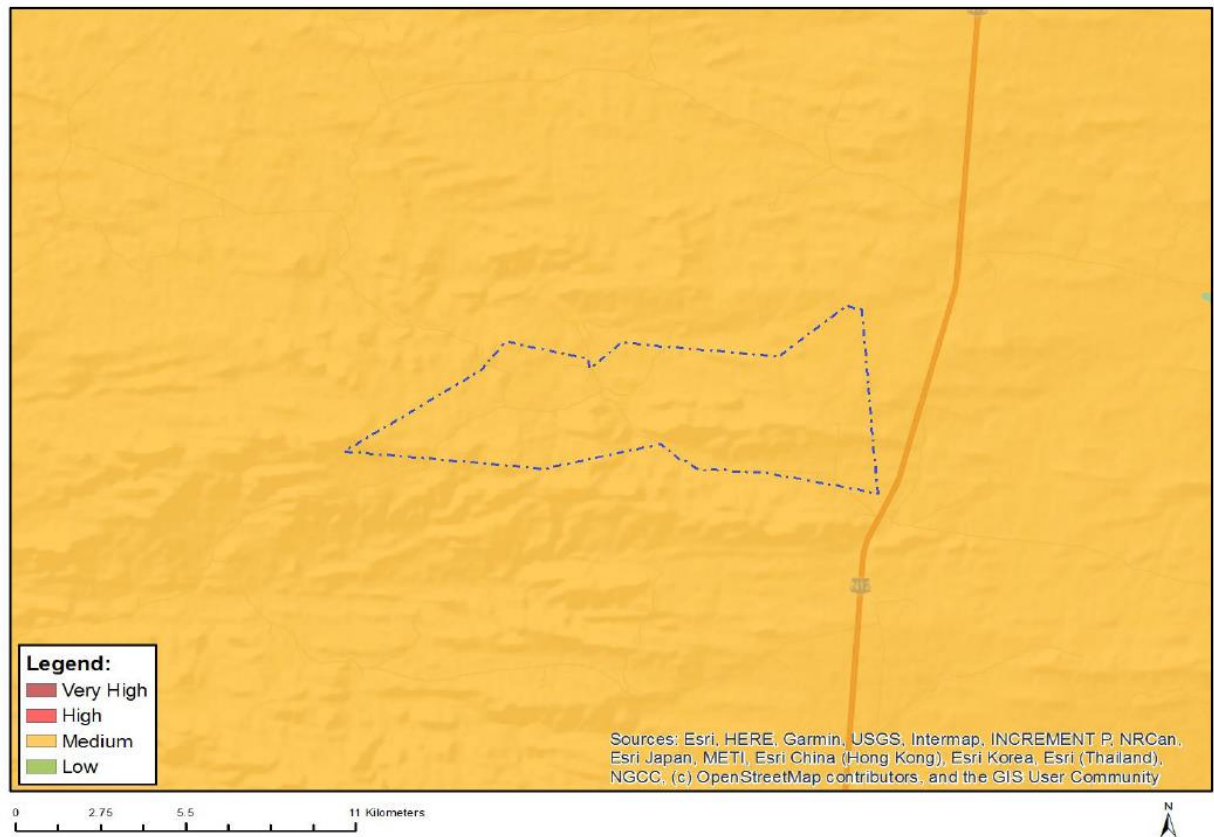 Legend:
Very High
High
Medium
Low
Sources: Esri, HERE, Garmin, USGS, Intermap, INCREMENT P, NRCan,
Esri Japan, METI, Esri China (Hong Kong), Esri Korea, Esri (Thailand),
NGCC, (c) OpenStreetMap contributors, and the GIS User Community
0 2.75 5.5 11 Kilometers
N